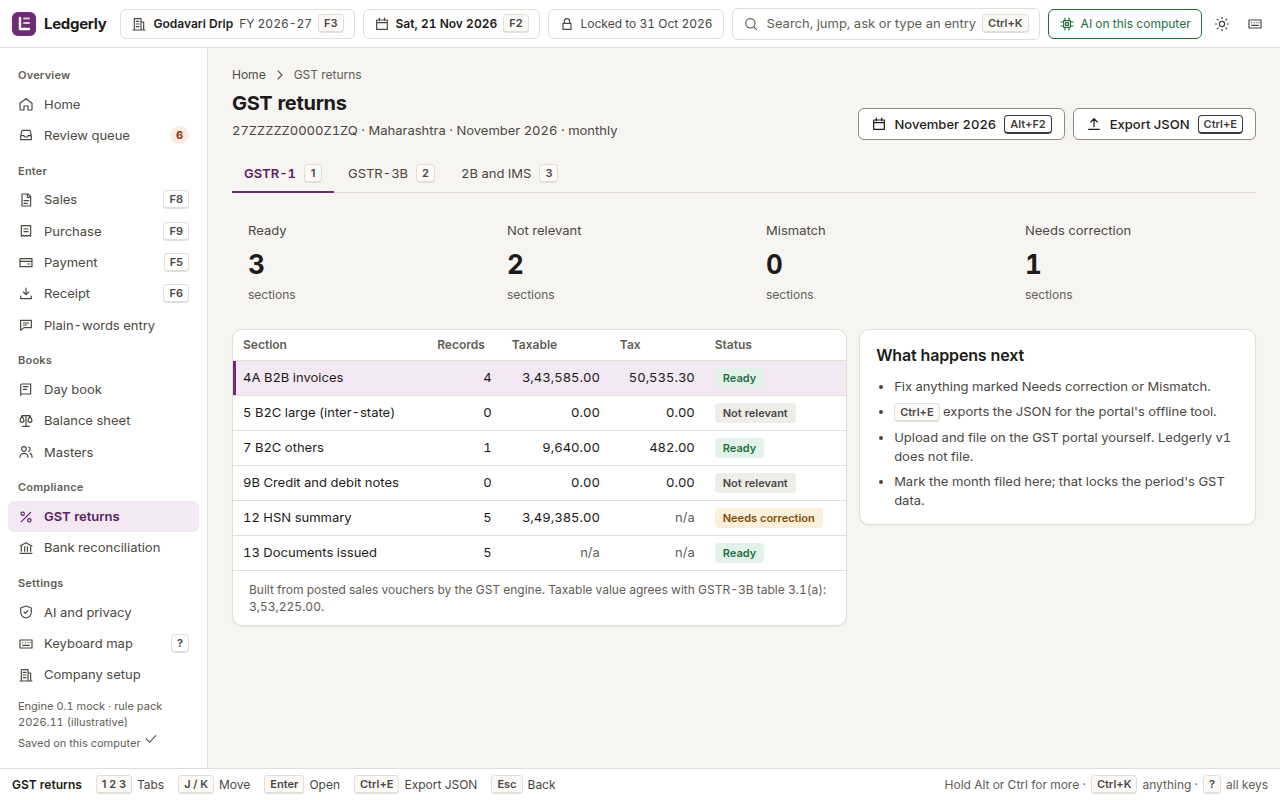 Ledgerly
Godavari Drip FY 2026-27 F3
Sat, 21 Nov 2026 F2
Locked to 31 Oct 2026
Search, jump, ask or type an entry Ctrl+K
AI on this computer
Overview
Home
Review queue 6
Enter
Sales F8
Purchase F9
Payment F5
Receipt F6
Plain-words entry
Books
Day book
Balance sheet
Masters
Compliance
GST returns
Bank reconciliation
Settings
AI and privacy
Keyboard map ?
Company setup
Engine 0.1 mock · rule pack
2026.11 (illustrative)
Saved on this computer
Home > GST returns
GST returns
27ZZZZZ0000Z1ZQ · Maharashtra · November 2026 · monthly
November 2026 Alt+F2
Export JSON Ctrl+E
GSTR-1 1
GSTR-3B 2
2B and IMS 3
Ready
3
sections
Not relevant
2
sections
Mismatch
0
sections
Needs correction
1
sections
Section Records Taxable Tax Status
4A B2B invoices 4 3,43,585.00 50,535.30 Ready
5 B2C large (inter-state) 0 0.00 0.00 Not relevant
7 B2C others 1 9,640.00 482.00 Ready
9B Credit and debit notes 0 0.00 0.00 Not relevant
12 HSN summary 5 3,49,385.00 n/a Needs correction
13 Documents issued 5 n/a n/a Ready
Built from posted sales vouchers by the GST engine. Taxable value agrees with GSTR-3B table 3.1(a):
3,53,225.00.
What happens next
• Fix anything marked Needs correction or Mismatch.
• Ctrl+E exports the JSON for the portal's offline tool.
• Upload and file on the GST portal yourself. Ledgerly v1
does not file.
• Mark the month filed here; that locks the period's GST
data.
GST returns 1 2 3 Tabs J / K Move Enter Open Ctrl+E Export JSON Esc Back
Hold Alt or Ctrl for more · Ctrl+K anything · ? all keys